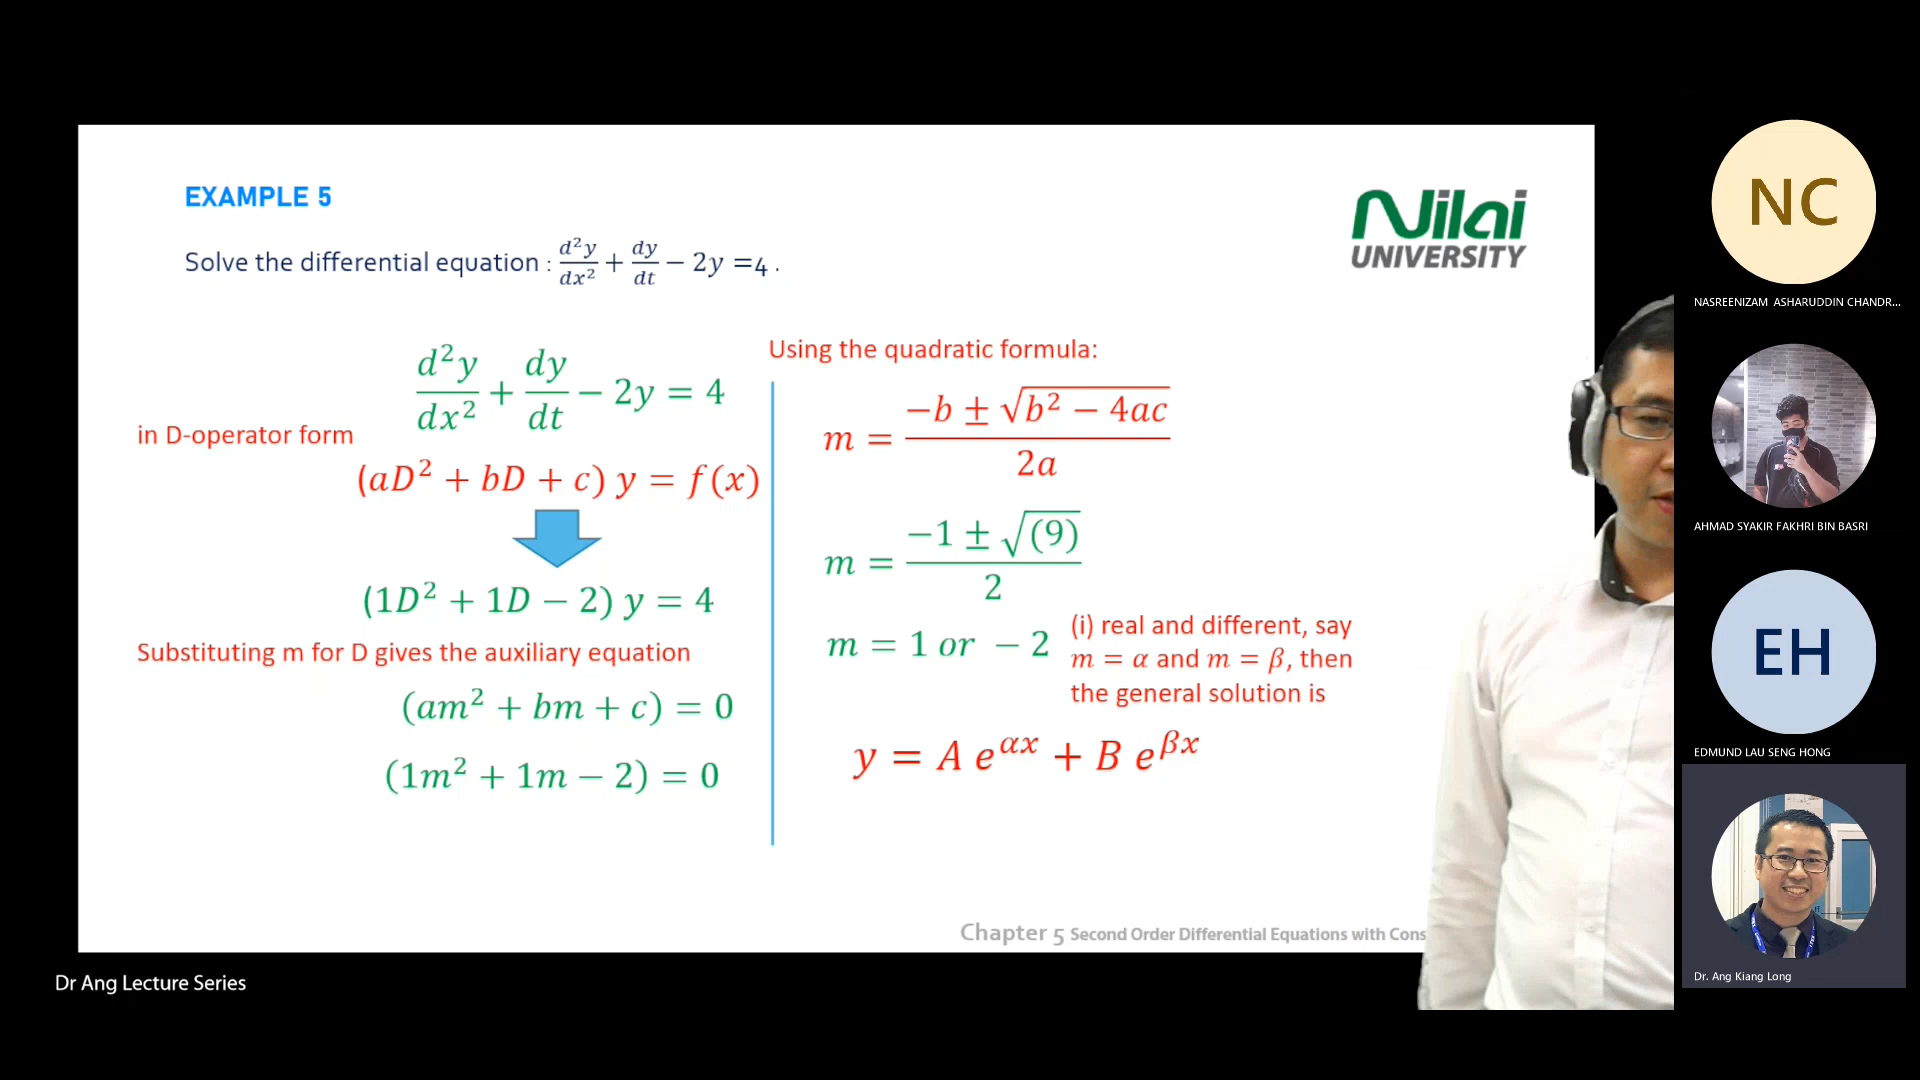 EXAMPLE 5
Nilai
UNIVERSITY
Solve the differential equation : d²y/dx² + dy/dt − 2y =4 .
d²y/dx² + dy/dt − 2y = 4
in D-operator form
(aD² + bD + c) y = f(x)
(1D² + 1D − 2) y = 4
Substituting m for D gives the auxiliary equation
(am² + bm + c) = 0
(1m² + 1m − 2) = 0
Using the quadratic formula:
m = (−b ± √(b² − 4ac))/2a
m = (−1 ± √(9))/2
m = 1 or − 2
(i) real and different, say
m = α and m = β, then
the general solution is
y = A e^αx + B e^βx
Chapter 5 Second Order Differential Equations with Cons
Dr Ang Lecture Series
NC
NASREENIZAM ASHARUDDIN CHANDR...
AHMAD SYAKIR FAKHRI BIN BASRI
EH
EDMUND LAU SENG HONG
Dr. Ang Kiang Long